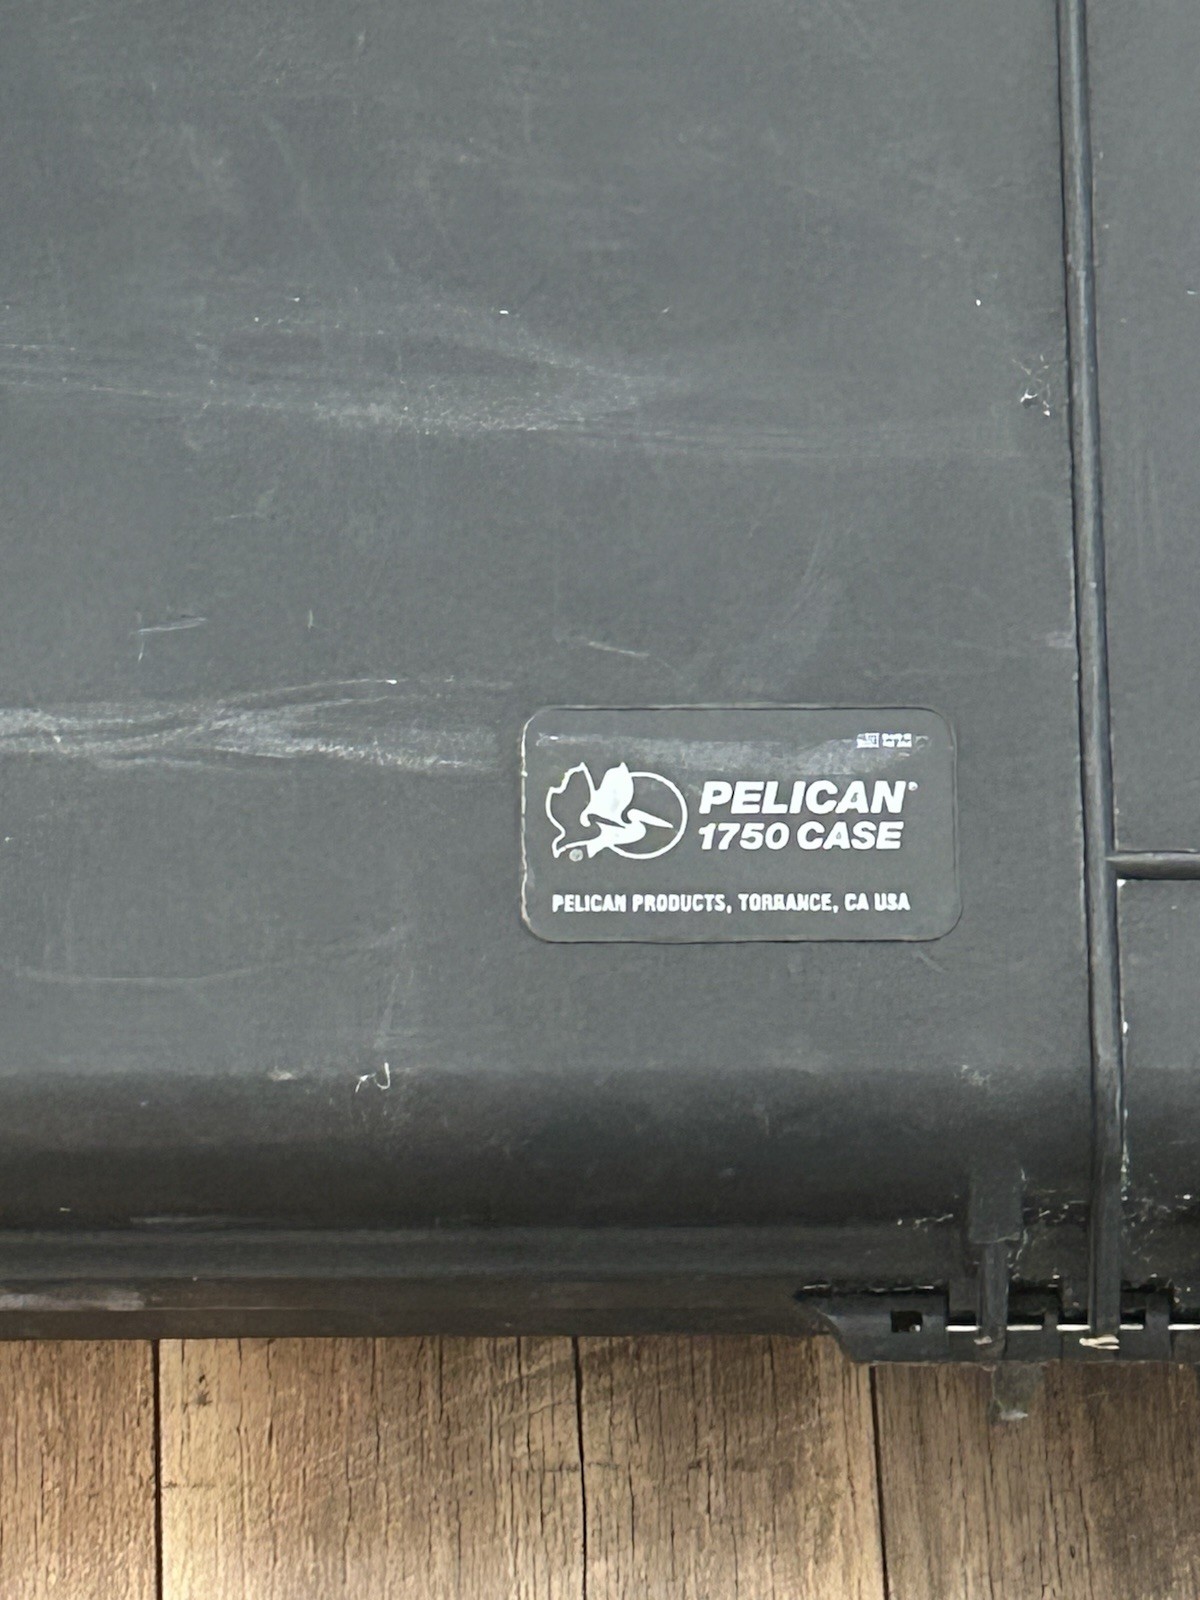 PELICAN®
1750 CASE
®
PELICAN PRODUCTS, TORRANCE, CA USA